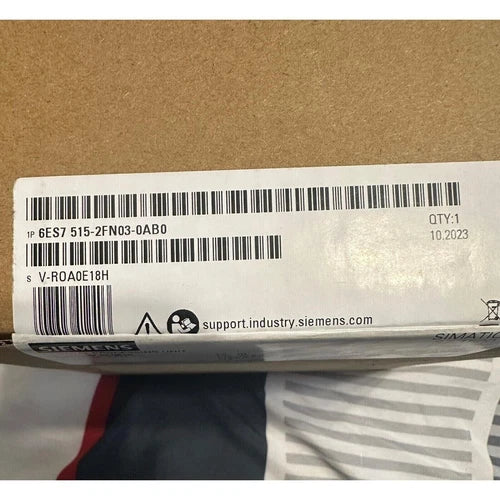 1P 6ES7 515-2FN03-0AB0
QTY:1
10.2023
S V-R0A0E18H
support.industry.siemens.com
SIEMENS
SIMATIC